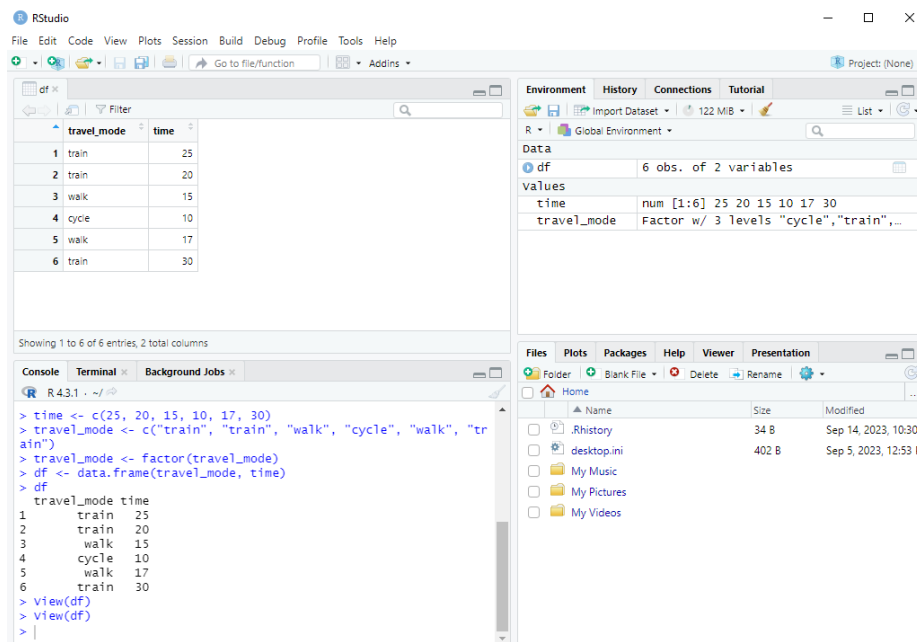 RStudio
File Edit Code View Plots Session Build Debug Profile Tools Help
Go to file/function Addins Project: (None)
df
Filter
travel_mode time
1 train 25
2 train 20
3 walk 15
4 cycle 10
5 walk 17
6 train 30
Showing 1 to 6 of 6 entries, 2 total columns
Console Terminal Background Jobs
R 4.3.1 · ~/
> time <- c(25, 20, 15, 10, 17, 30)
> travel_mode <- c("train", "train", "walk", "cycle", "walk", "tr
ain")
> travel_mode <- factor(travel_mode)
> df <- data.frame(travel_mode, time)
> df
travel_mode time
1 train 25
2 train 20
3 walk 15
4 cycle 10
5 walk 17
6 train 30
> View(df)
> View(df)
>
Environment History Connections Tutorial
Import Dataset 122 MiB List
R Global Environment
Data
df 6 obs. of 2 variables
Values
time num [1:6] 25 20 15 10 17 30
travel_mode Factor w/ 3 levels "cycle","train",…
Files Plots Packages Help Viewer Presentation
Folder Blank File Delete Rename
Home ...
Name Size Modified
.Rhistory 34 B Sep 14, 2023, 10:30
desktop.ini 402 B Sep 5, 2023, 12:53
My Music
My Pictures
My Videos